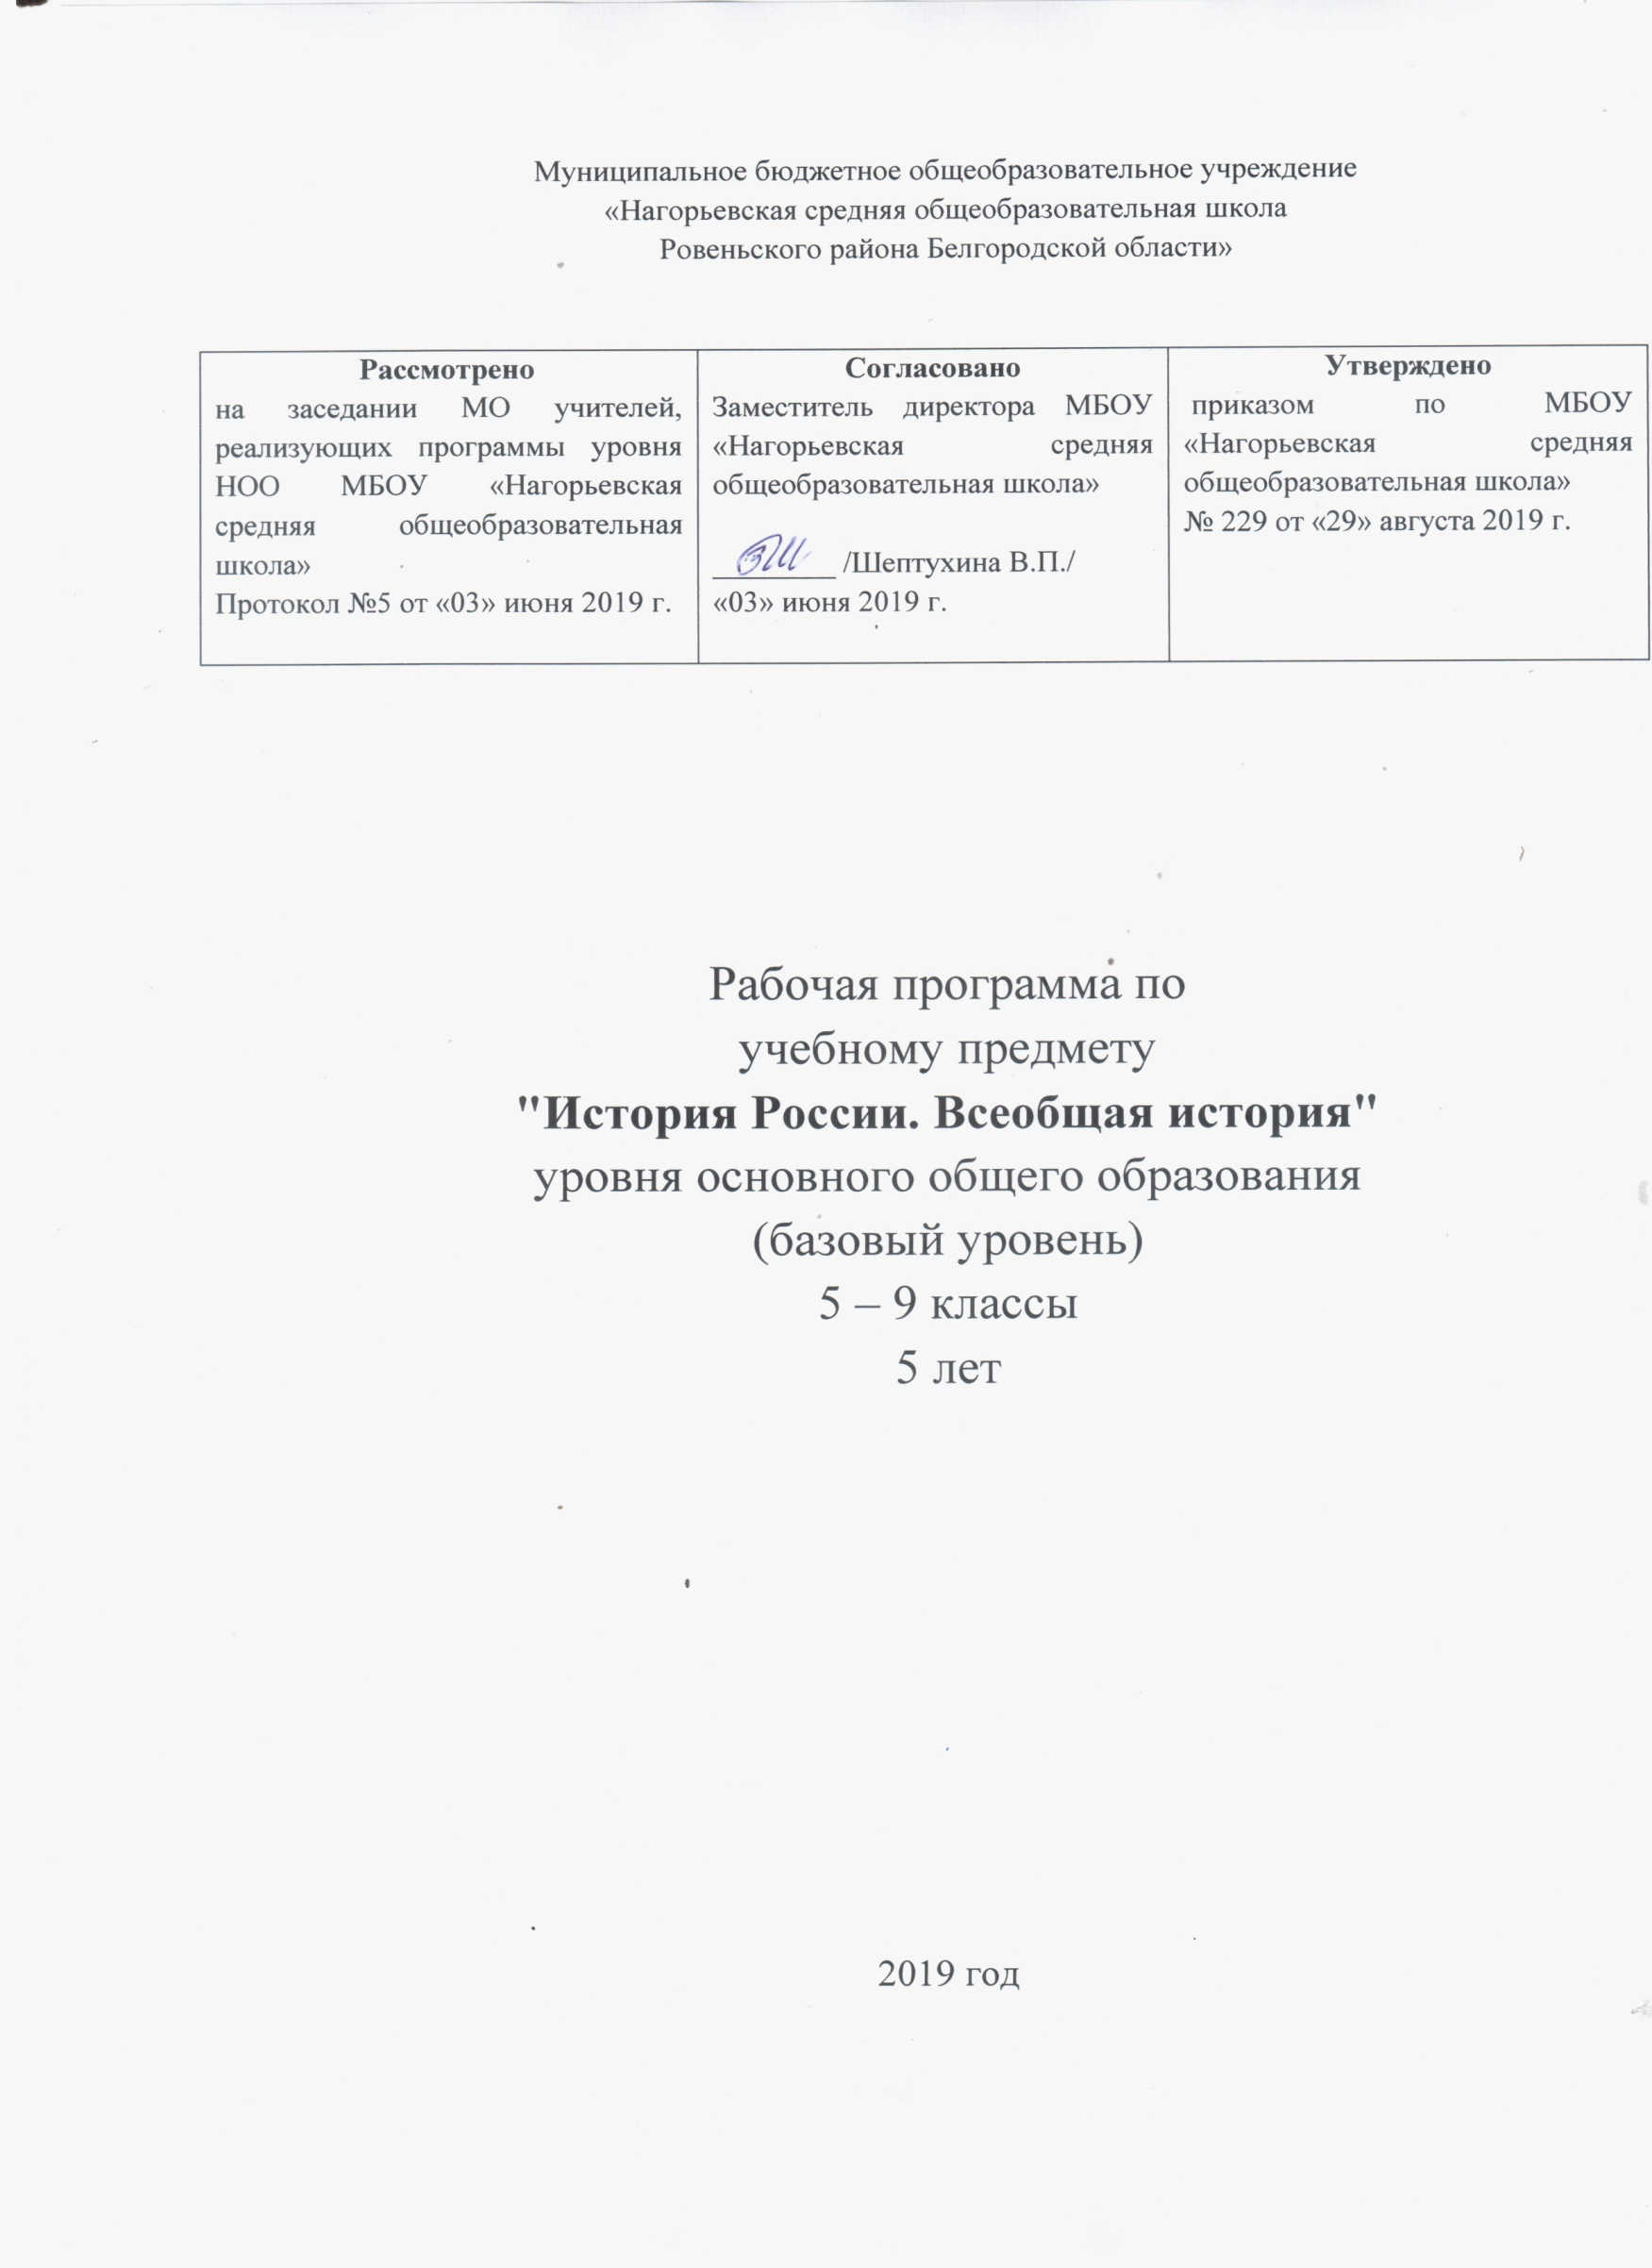 Муниципальное бюджетное общеобразовательное учреждение
«Нагорьевская средняя общеобразовательная школа
Ровеньского района Белгородской области»
Рассмотрено
на заседании МО учителей,
реализующих программы уровня
НОО МБОУ «Нагорьевская
средняя общеобразовательная
школа»
Протокол №5 от «03» июня 2019 г.
Согласовано
Заместитель директора МБОУ
«Нагорьевская средняя
общеобразовательная школа»
/Шептухина В.П./
«03» июня 2019 г.
Утверждено
приказом по МБОУ
«Нагорьевская средняя
общеобразовательная школа»
№ 229 от «29» августа 2019 г.
Рабочая программа по
учебному предмету
"История России. Всеобщая история"
уровня основного общего образования
(базовый уровень)
5 – 9 классы
5 лет
2019 год